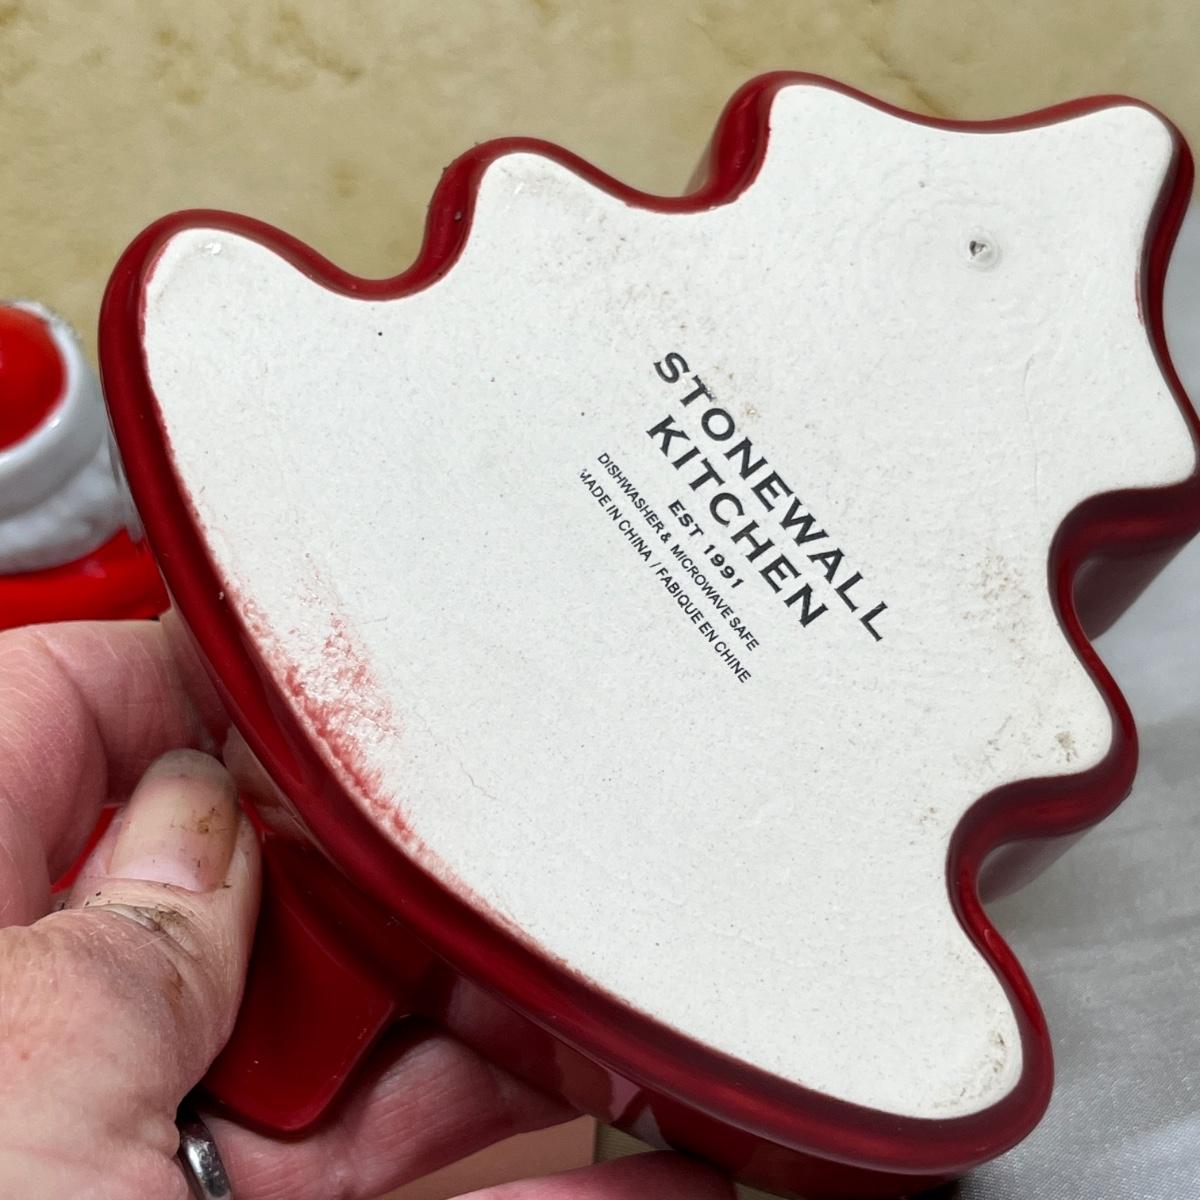 STONEWALL
KITCHEN
EST 1991
DISHWASHER & MICROWAVE SAFE
MADE IN CHINA / FABIQUE EN CHINE